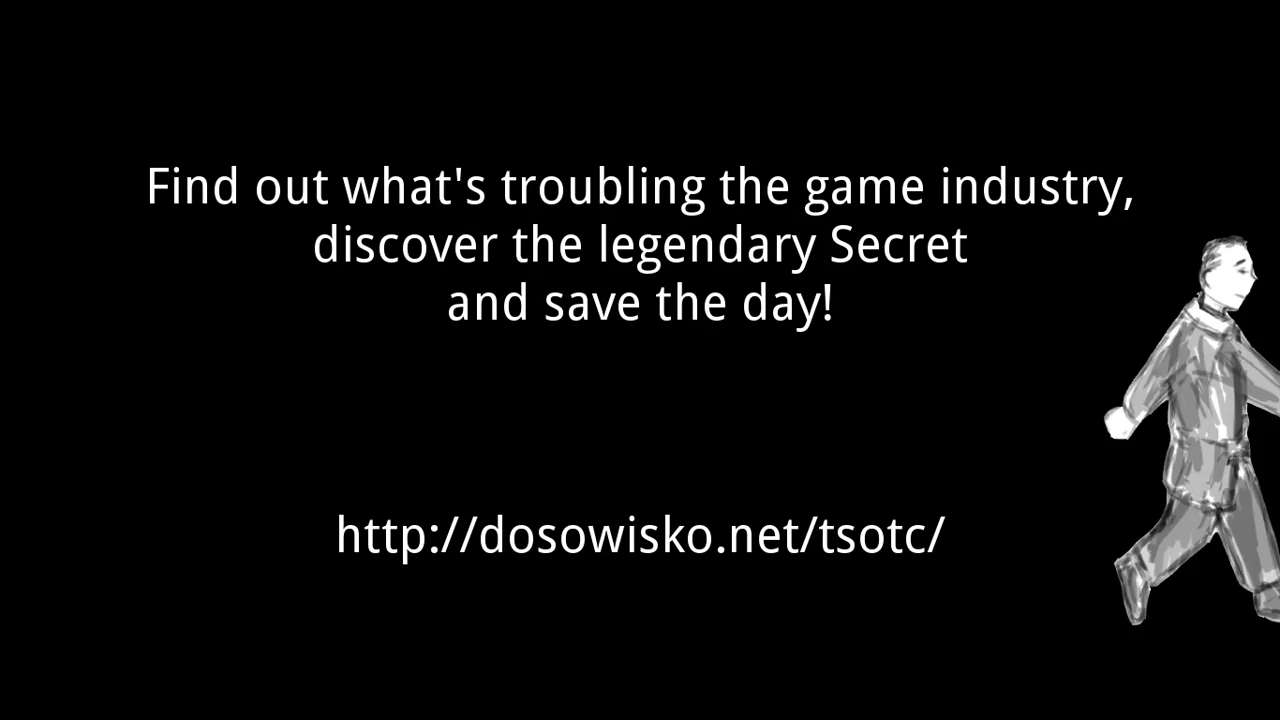 Find out what's troubling the game industry,
discover the legendary Secret
and save the day!
http://dosowisko.net/tsotc/